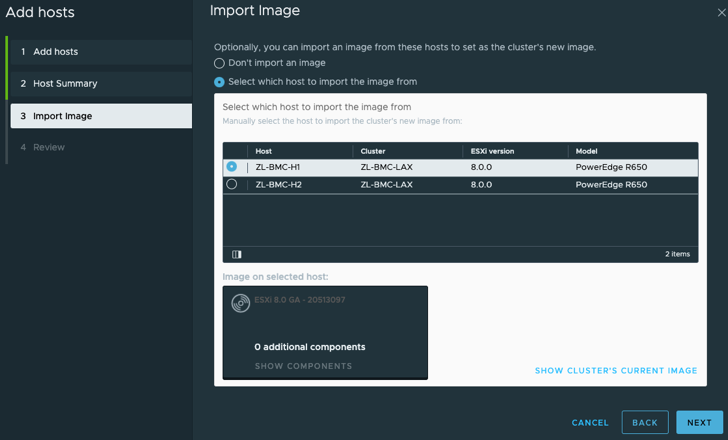 Add hosts
1 Add hosts
2 Host Summary
3 Import Image
4 Review
Import Image
Optionally, you can import an image from these hosts to set as the cluster's new image.
Don't import an image
Select which host to import the image from
Select which host to import the image from
Manually select the host to import the cluster's new image from:
Host Cluster ESXi version Model
ZL-BMC-H1 ZL-BMC-LAX 8.0.0 PowerEdge R650
ZL-BMC-H2 ZL-BMC-LAX 8.0.0 PowerEdge R650
2 items
Image on selected host:
ESXi 8.0 GA - 20513097
0 additional components
SHOW COMPONENTS
SHOW CLUSTER'S CURRENT IMAGE
CANCEL BACK NEXT